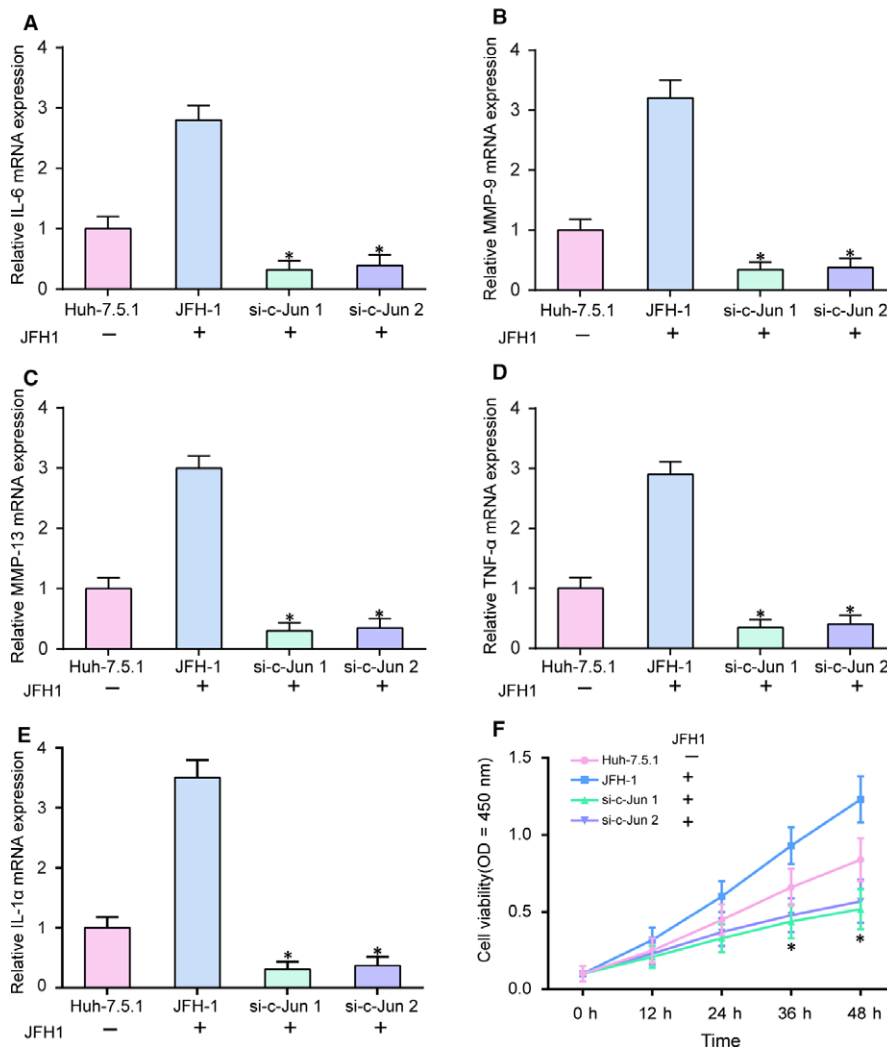 A
Relative IL-6 mRNA expression
4
3
2
1
0
Huh-7.5.1 JFH-1 si-c-Jun 1 si-c-Jun 2
JFH1 — + + +
* *
B
Relative MMP-9 mRNA expression
4
3
2
1
0
Huh-7.5.1 JFH-1 si-c-Jun 1 si-c-Jun 2
JFH1 — + + +
* *
C
Relative MMP-13 mRNA expression
4
3
2
1
0
Huh-7.5.1 JFH-1 si-c-Jun 1 si-c-Jun 2
JFH1 — + + +
* *
D
Relative TNF-α mRNA expression
4
3
2
1
0
Huh-7.5.1 JFH-1 si-c-Jun 1 si-c-Jun 2
JFH1 — + + +
* *
E
Relative IL-1α mRNA expression
4
3
2
1
0
Huh-7.5.1 JFH-1 si-c-Jun 1 si-c-Jun 2
JFH1 — + + +
* *
F
Cell viability(OD = 450 nm)
1.5
1.0
0.5
0.0
JFH1
Huh-7.5.1 —
JFH-1 +
si-c-Jun 1 +
si-c-Jun 2 +
* *
0 h 12 h 24 h 36 h 48 h
Time